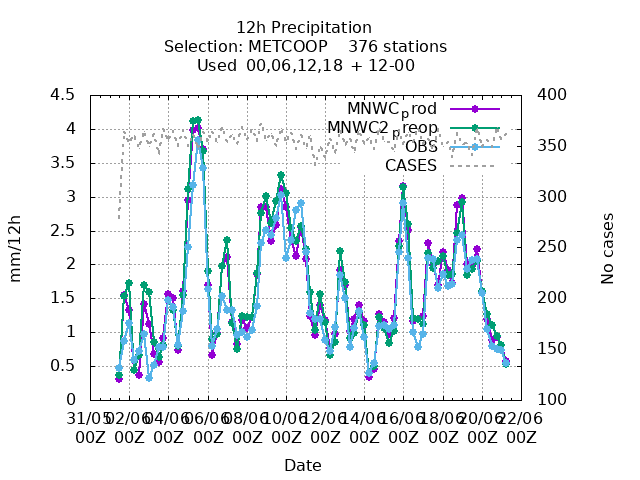 12h Precipitation
Selection: METCOOP 376 stations
Used 00,06,12,18 + 12-00
4.5
4
3.5
3
2.5
2
1.5
1
0.5
0
mm/12h
400
350
300
250
200
150
100
No cases
MNWC_prod
MNWC2_preop
OBS
CASES
31/05 02/06 04/06 06/06 08/06 10/06 12/06 14/06 16/06 18/06 20/06 22/06
00Z 00Z 00Z 00Z 00Z 00Z 00Z 00Z 00Z 00Z 00Z 00Z
Date